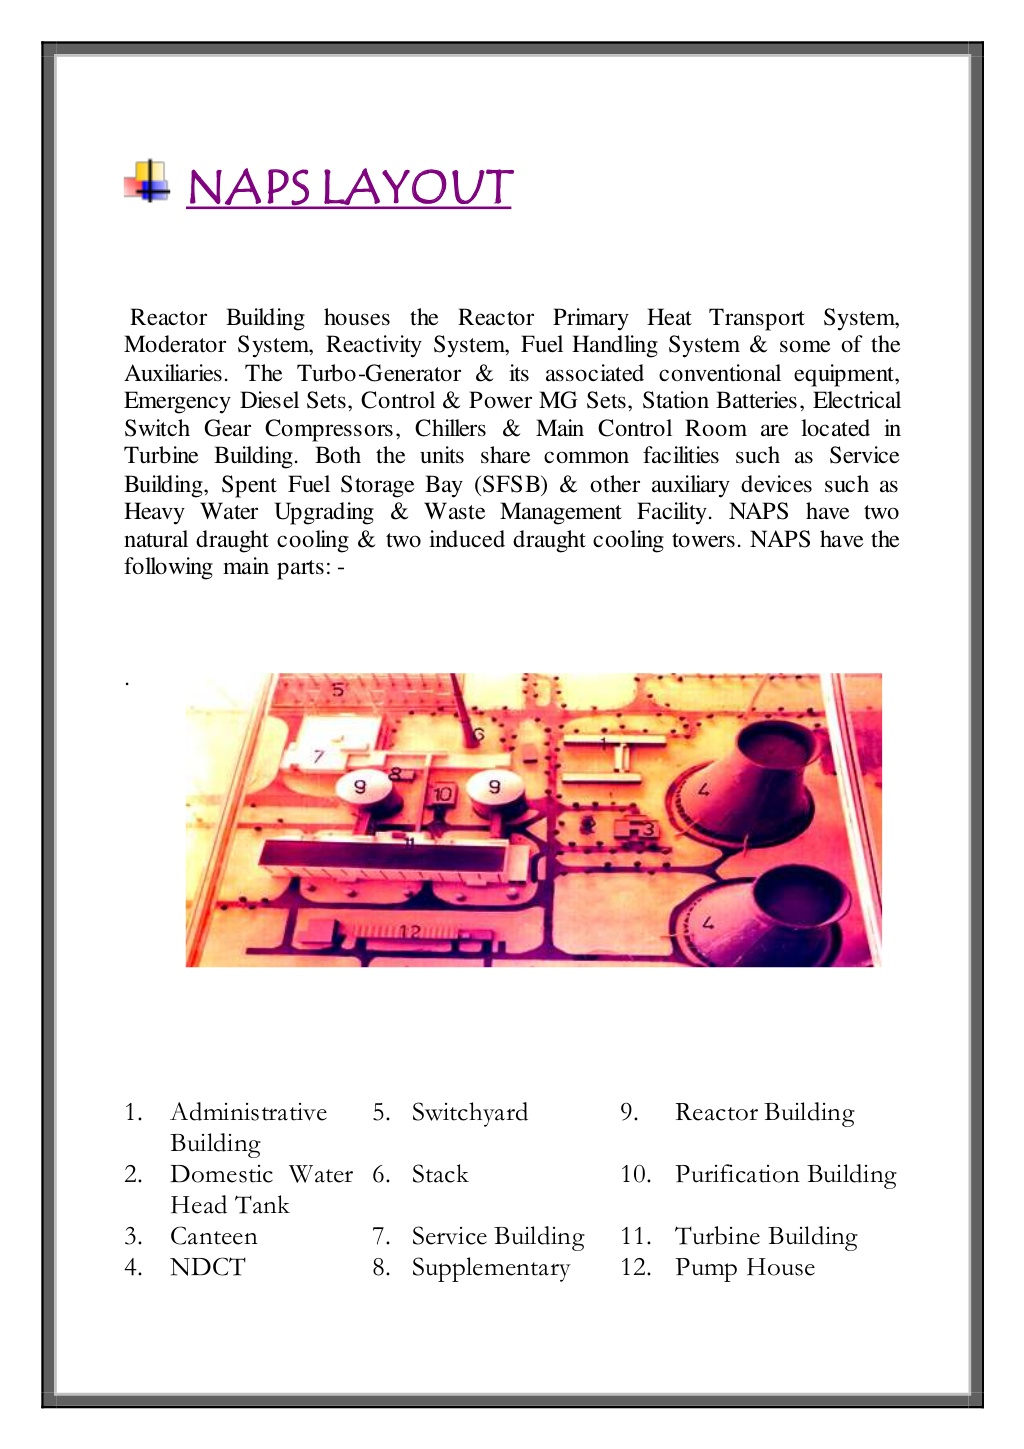 NAPS LAYOUT
Reactor Building houses the Reactor Primary Heat Transport System,
Moderator System, Reactivity System, Fuel Handling System & some of the
Auxiliaries. The Turbo-Generator & its associated conventional equipment,
Emergency Diesel Sets, Control & Power MG Sets, Station Batteries, Electrical
Switch Gear Compressors, Chillers & Main Control Room are located in
Turbine Building. Both the units share common facilities such as Service
Building, Spent Fuel Storage Bay (SFSB) & other auxiliary devices such as
Heavy Water Upgrading & Waste Management Facility. NAPS have two
natural draught cooling & two induced draught cooling towers. NAPS have the
following main parts: -
.
5
6
1
7
8
9
9
10
4
2
3
11
4
12
1. Administrative 5. Switchyard 9. Reactor Building
Building
2. Domestic Water 6. Stack 10. Purification Building
Head Tank
3. Canteen 7. Service Building 11. Turbine Building
4. NDCT 8. Supplementary 12. Pump House